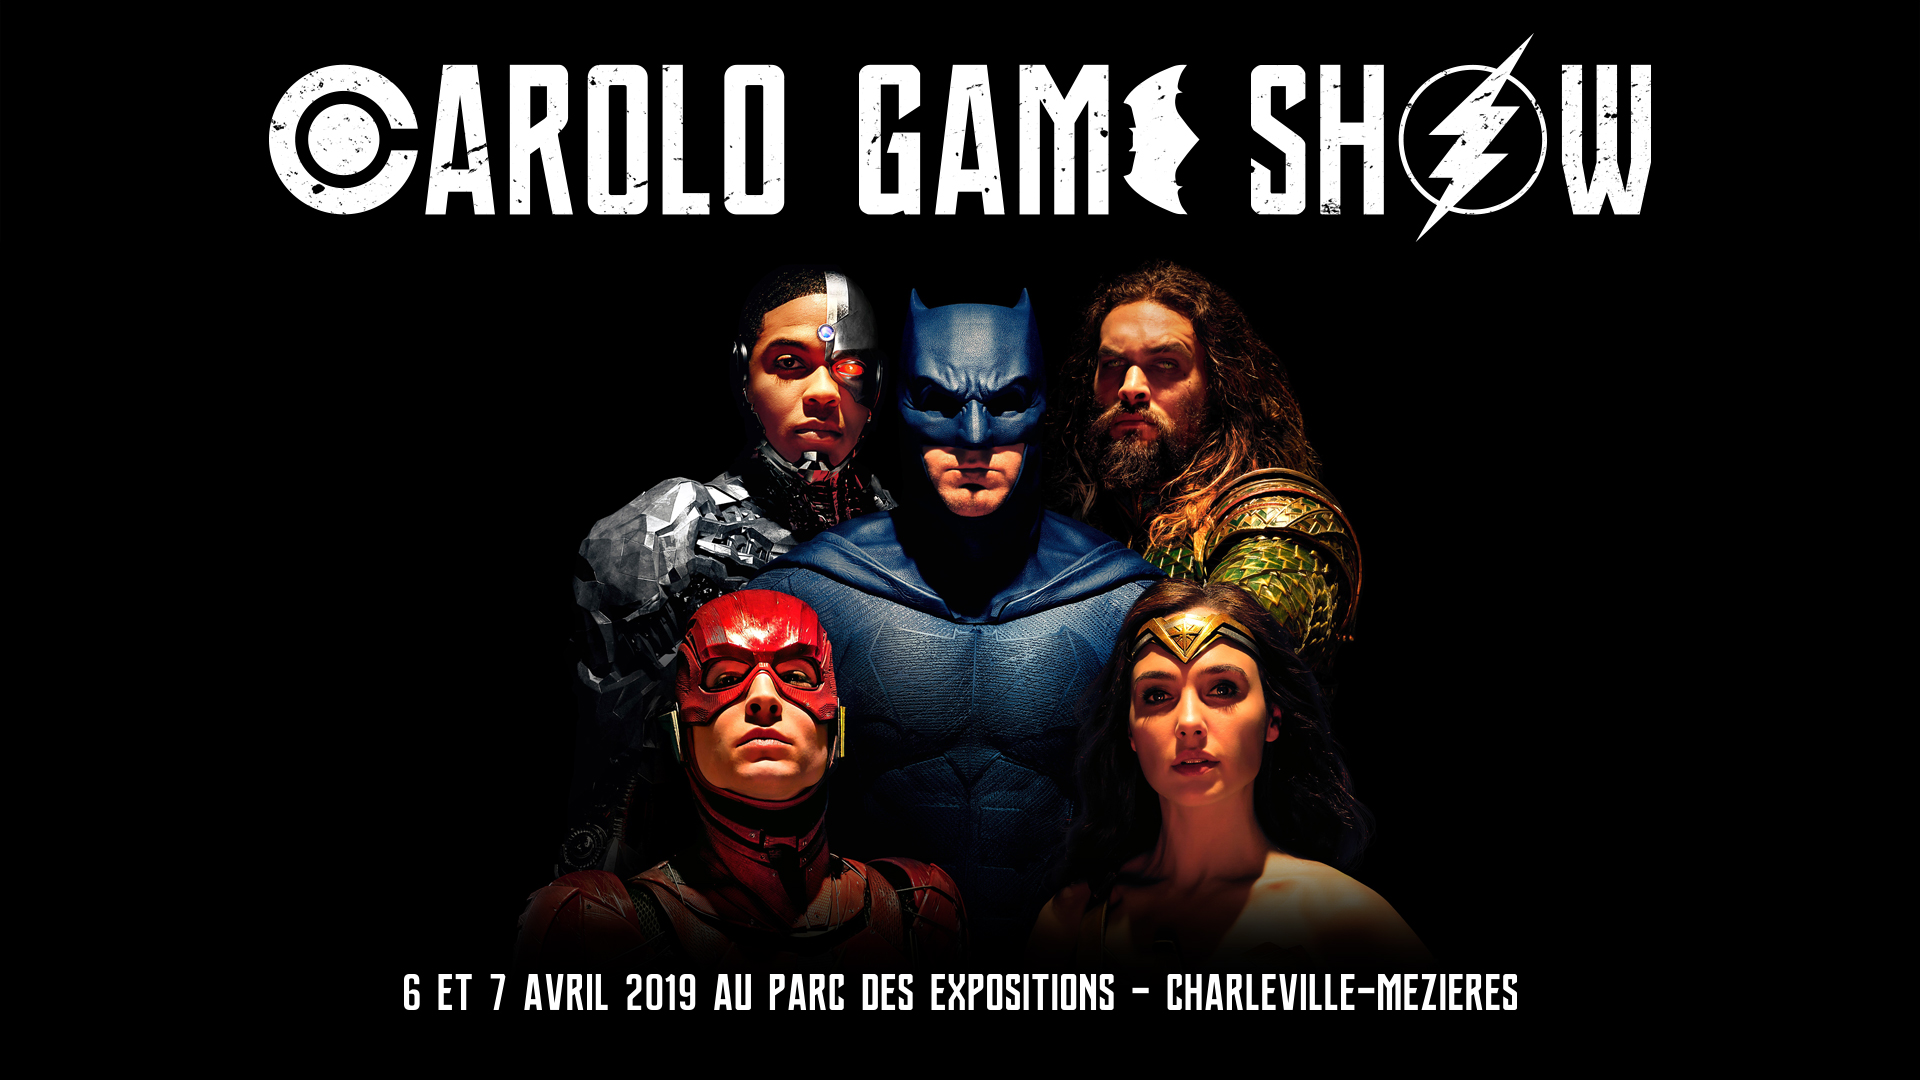 CAROLO GAME SHOW
6 ET 7 AVRIL 2019 AU PARC DES EXPOSITIONS - CHARLEVILLE-MEZIERES